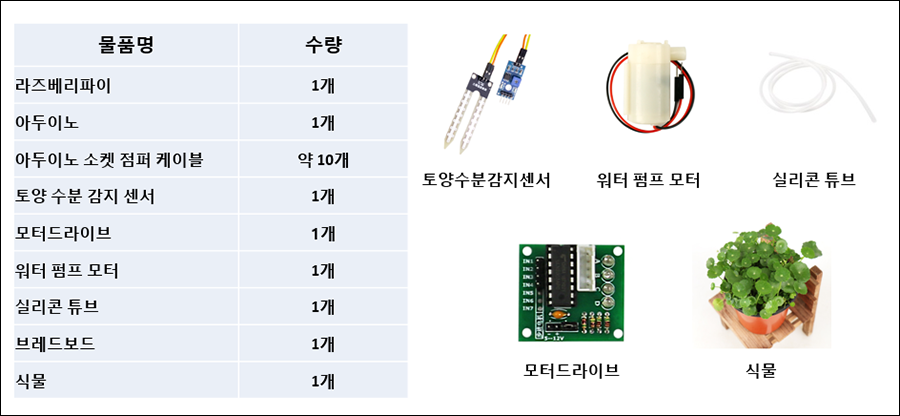 물품명 수량
라즈베리파이 1개
아두이노 1개
아두이노 소켓 점퍼 케이블 약 10개
토양 수분 감지 센서 1개
모터드라이브 1개
워터 펌프 모터 1개
실리콘 튜브 1개
브레드보드 1개
식물 1개
토양수분감지센서 워터 펌프 모터 실리콘 튜브
IN1
IN2
IN3
IN4
IN5
IN6
IN7
A
B
C
D
5-12V
모터드라이브 식물